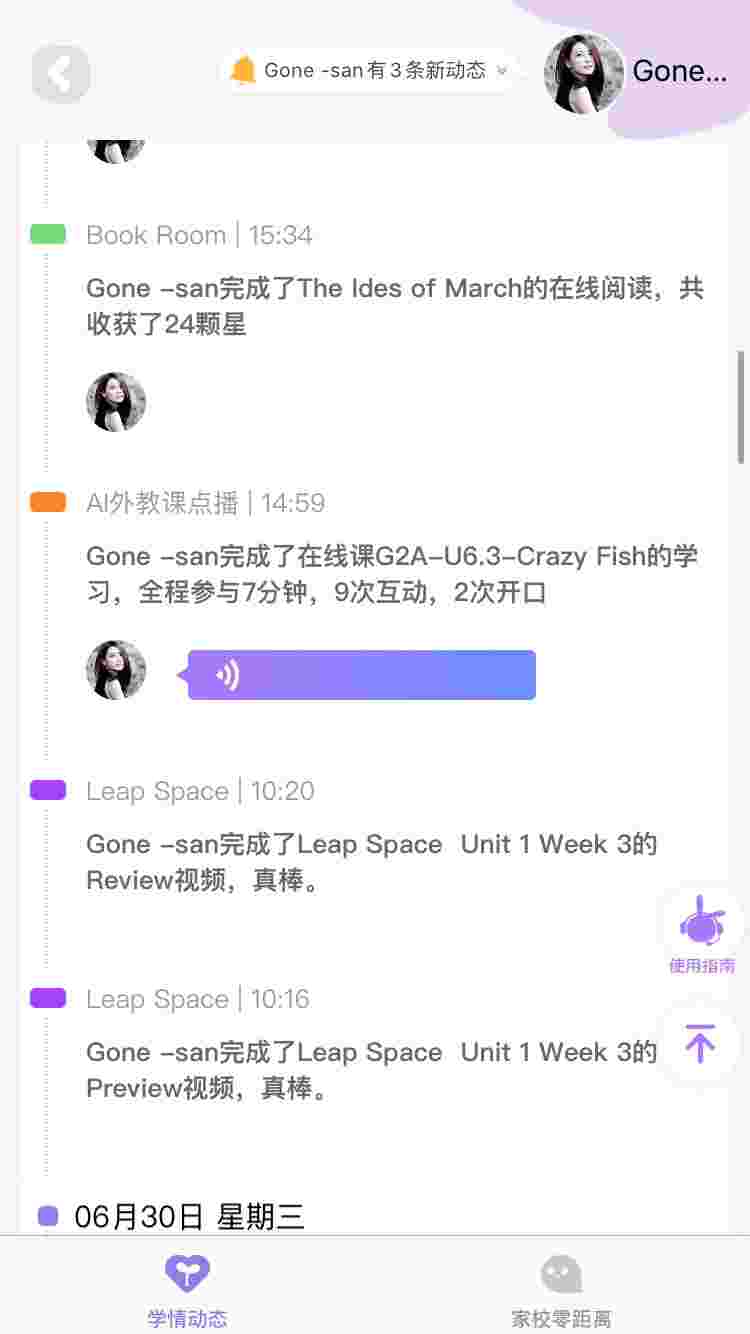 Gone -san有3条新动态
Gone...
Book Room | 15:34
Gone -san完成了The Ides of March的在线阅读，共
收获了24颗星
AI外教课点播 | 14:59
Gone -san完成了在线课G2A-U6.3-Crazy Fish的学
习，全程参与7分钟，9次互动，2次开口
Leap Space | 10:20
Gone -san完成了Leap Space  Unit 1 Week 3的
Review视频，真棒。
使用指南
Leap Space | 10:16
Gone -san完成了Leap Space  Unit 1 Week 3的
Preview视频，真棒。
06月30日 星期三
学情动态
家校零距离